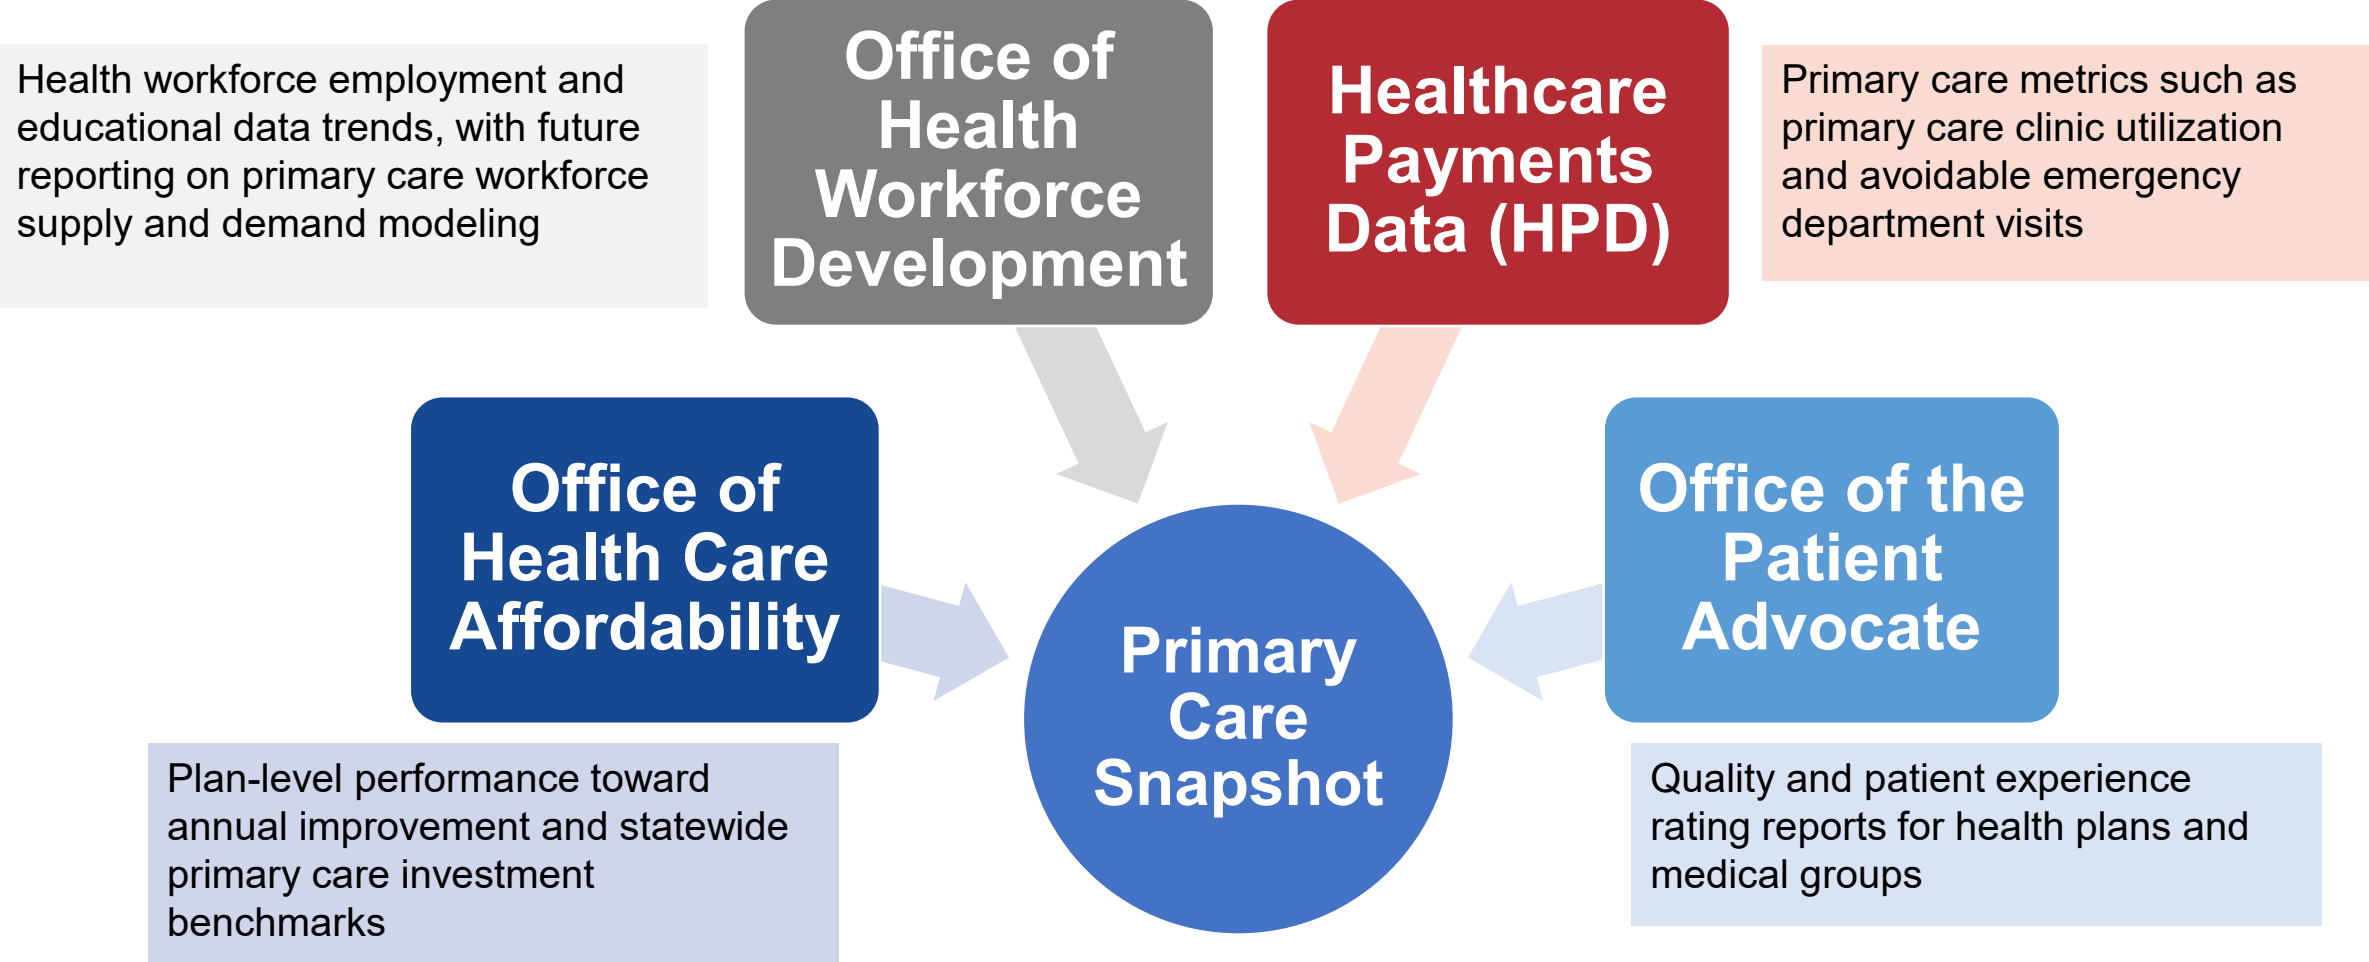 Health workforce employment and
educational data trends, with future
reporting on primary care workforce
supply and demand modeling
Office of
Health
Workforce
Development
Healthcare
Payments
Data (HPD)
Primary care metrics such as
primary care clinic utilization
and avoidable emergency
department visits
Office of
Health Care
Affordability
Office of the
Patient
Advocate
Primary
Care
Snapshot
Plan-level performance toward
annual improvement and statewide
primary care investment
benchmarks
Quality and patient experience
rating reports for health plans and
medical groups